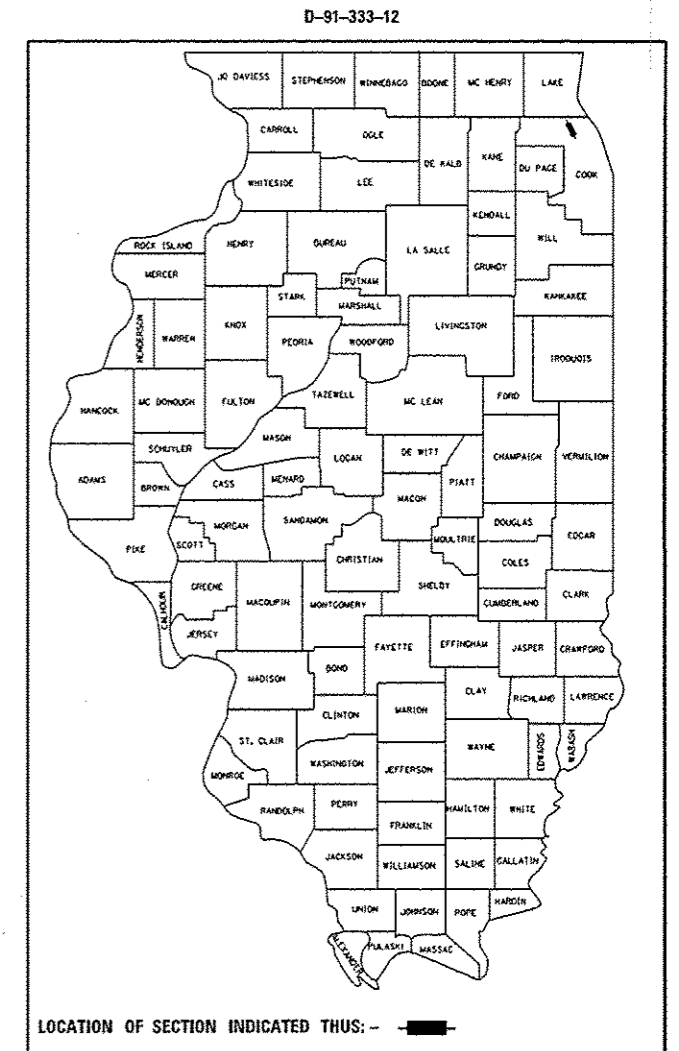 D-91-333-12
JO DAVIESS STEPHENSON WINNEBAGO BOONE MC HENRY LAKE
CARROLL OGLE
DE KALB KANE DU PAGE COOK
WHITESIDE LEE
KENDALL
ROCK ISLAND HENRY BUREAU LA SALLE WILL
MERCER PUTNAM GRUNDY
STARK MARSHALL KANKAKEE
HENDERSON WARREN KNOX PEORIA WOODFORD LIVINGSTON IROQUOIS
HANCOCK MC DONOUGH FULTON TAZEWELL MC LEAN FORD
SCHUYLER MASON LOGAN DE WITT CHAMPAIGN VERMILION
ADAMS BROWN CASS MENARD MACON PIATT
PIKE SCOTT MORGAN SANGAMON MOULTRIE DOUGLAS EDGAR
CHRISTIAN COLES
CALHOUN GREENE MACOUPIN MONTGOMERY SHELBY CUMBERLAND CLARK
JERSEY FAYETTE EFFINGHAM JASPER CRAWFORD
MADISON BOND CLAY RICHLAND LAWRENCE
CLINTON MARION
ST. CLAIR WAYNE EDWARDS WABASH
MONROE WASHINGTON JEFFERSON
RANDOLPH PERRY HAMILTON WHITE
FRANKLIN
JACKSON WILLIAMSON SALINE GALLATIN
UNION JOHNSON POPE HARDIN
ALEXANDER PULASKI MASSAC
LOCATION OF SECTION INDICATED THUS: -